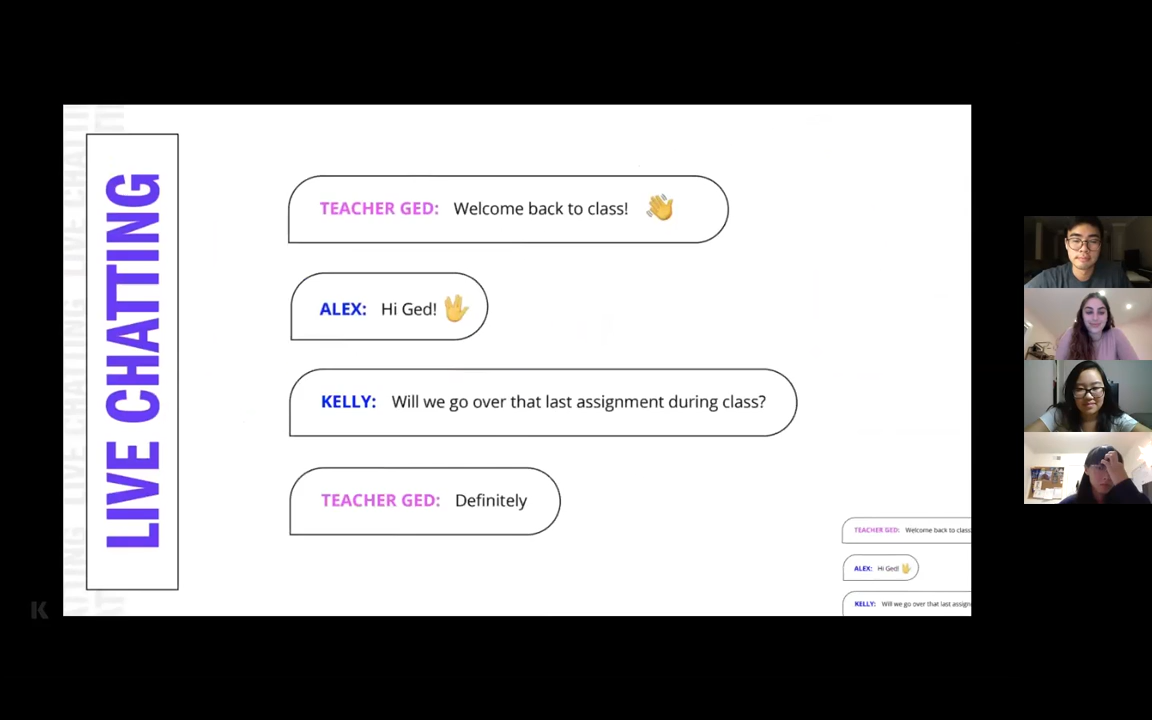 LIVE CHATTING
TEACHER GED: Welcome back to class! 👋
ALEX: Hi Ged! 🖖
KELLY: Will we go over that last assignment during class?
TEACHER GED: Definitely
TEACHER GED: Welcome back to class
ALEX: Hi Ged! 🖖
KELLY: Will we go over that last assign
K